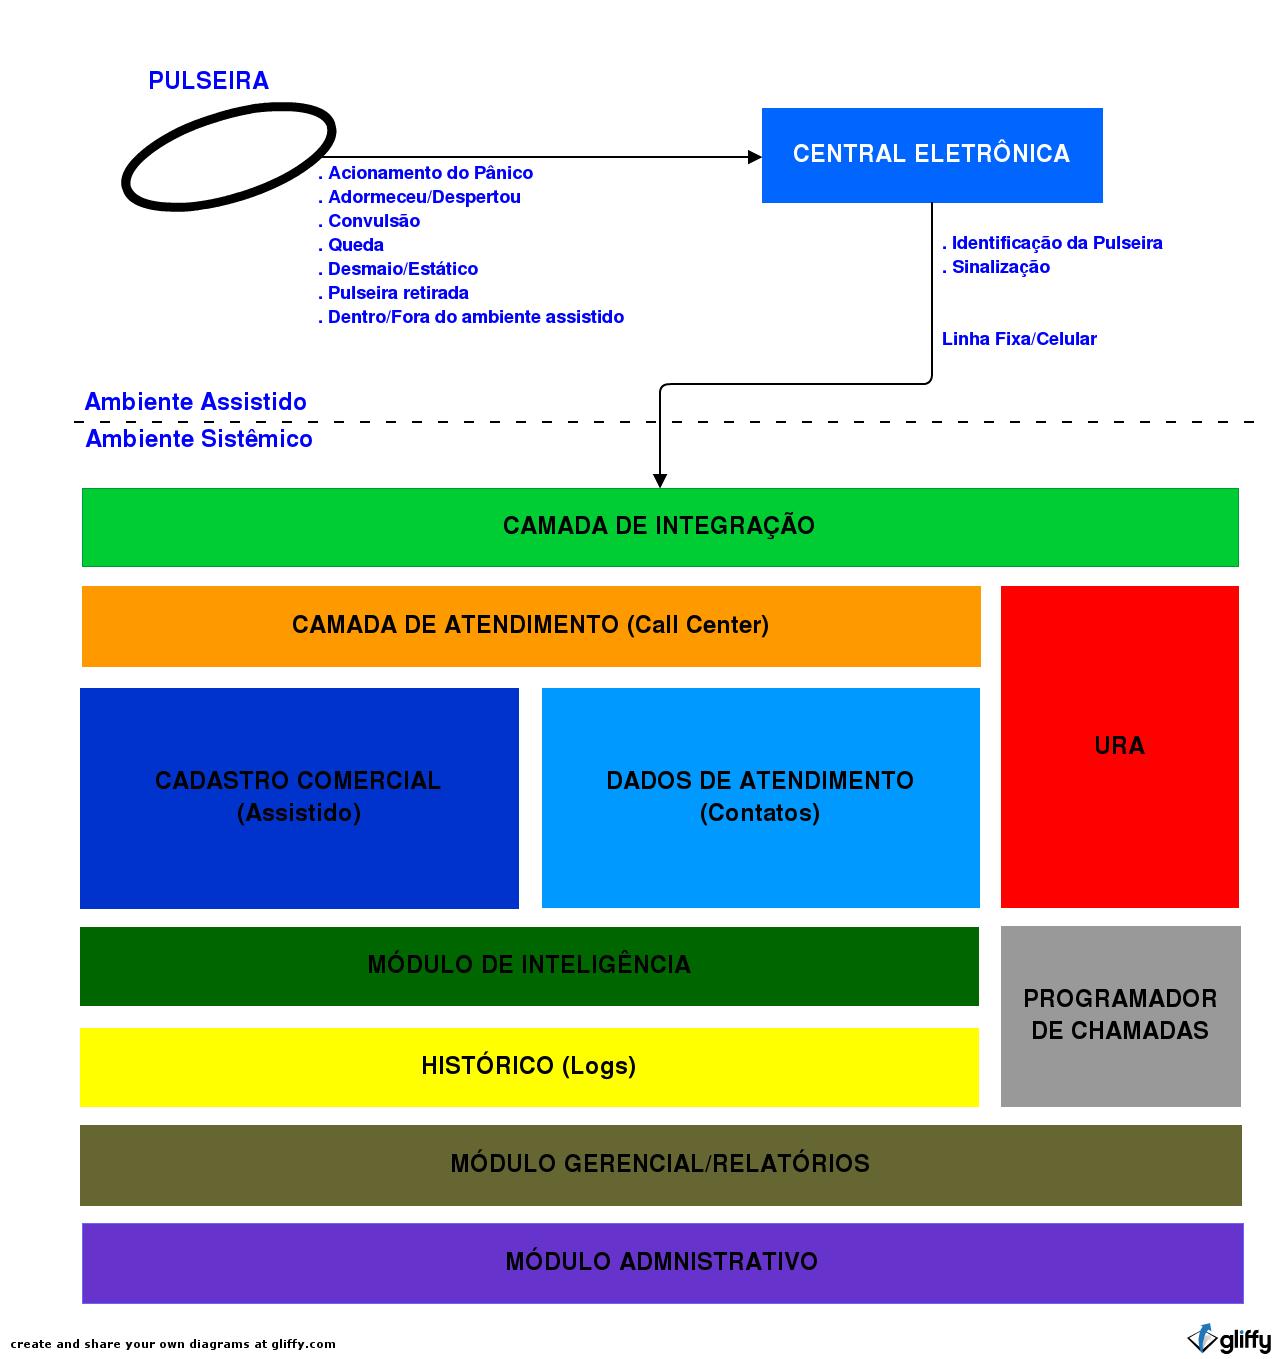 PULSEIRA
CENTRAL ELETRÔNICA
. Acionamento do Pânico
. Adormeceu/Despertou
. Convulsão
. Queda
. Desmaio/Estático
. Pulseira retirada
. Dentro/Fora do ambiente assistido
. Identificação da Pulseira
. Sinalização
Linha Fixa/Celular
Ambiente Assistido
Ambiente Sistêmico
CAMADA DE INTEGRAÇÃO
CAMADA DE ATENDIMENTO (Call Center)
URA
CADASTRO COMERCIAL
(Assistido)
DADOS DE ATENDIMENTO
(Contatos)
MÓDULO DE INTELIGÊNCIA
PROGRAMADOR
DE CHAMADAS
HISTÓRICO (Logs)
MÓDULO GERENCIAL/RELATÓRIOS
MÓDULO ADMNISTRATIVO
create and share your own diagrams at gliffy.com
gliffy